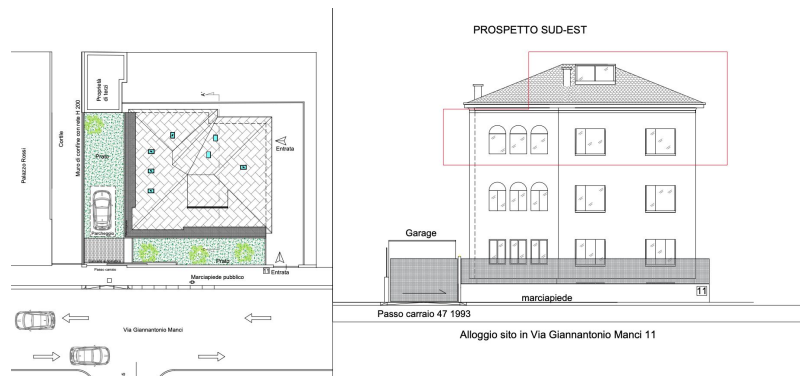 Proprietà
di terzi
Palazzo Rossi
Cortile
Muro di confine con rete H 200
Prato
Parcheggio
Entrata
Prato
11
Entrata
Passo carraio
Marciapiede pubblico
Via Giannantonio Manci
PROSPETTO SUD-EST
Garage
11
marciapiede
Passo carraio 47 1993
Alloggio sito in Via Giannantonio Manci 11